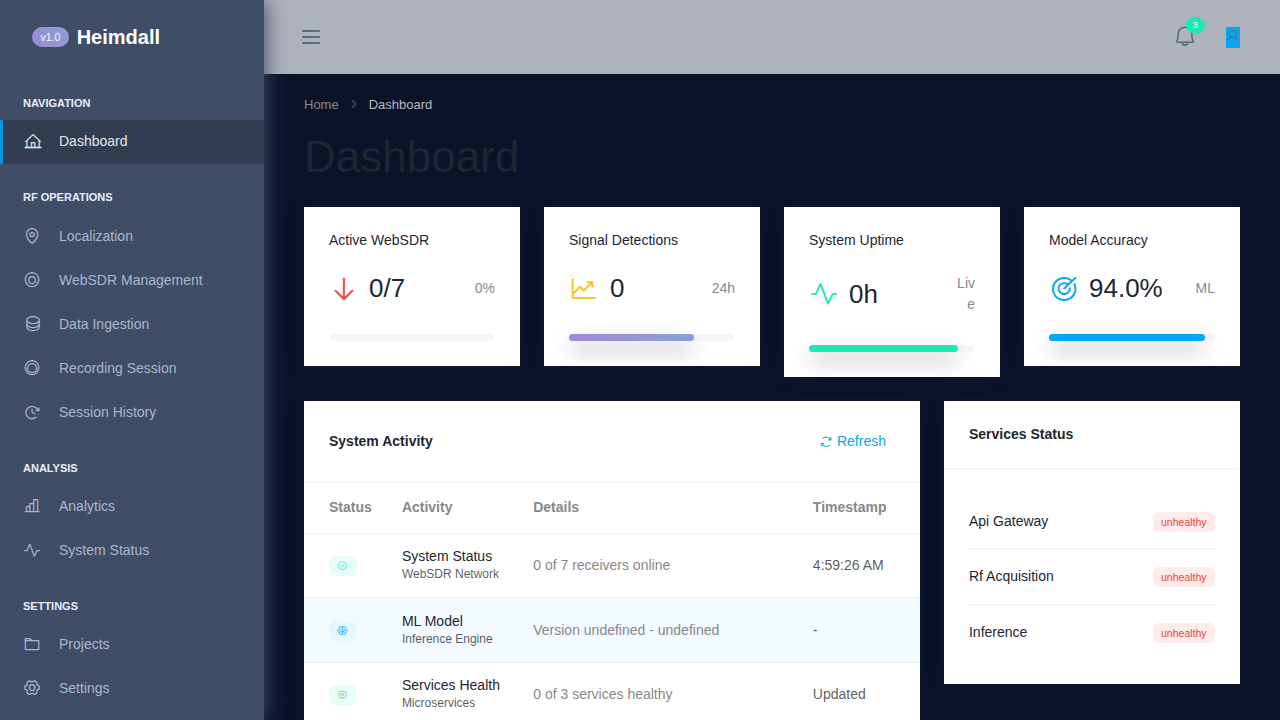 v1.0 Heimdall
3
NAVIGATION
Dashboard
RF OPERATIONS
Localization
WebSDR Management
Data Ingestion
Recording Session
Session History
ANALYSIS
Analytics
System Status
SETTINGS
Projects
Settings
Home > Dashboard
Dashboard
Active WebSDR
0/7 0%
Signal Detections
0 24h
System Uptime
0h Liv
e
Model Accuracy
94.0% ML
System Activity Refresh
Status Activity Details Timestamp
System Status
WebSDR Network
0 of 7 receivers online 4:59:26 AM
ML Model
Inference Engine
Version undefined - undefined -
Services Health
Microservices
0 of 3 services healthy Updated
Services Status
Api Gateway unhealthy
Rf Acquisition unhealthy
Inference unhealthy